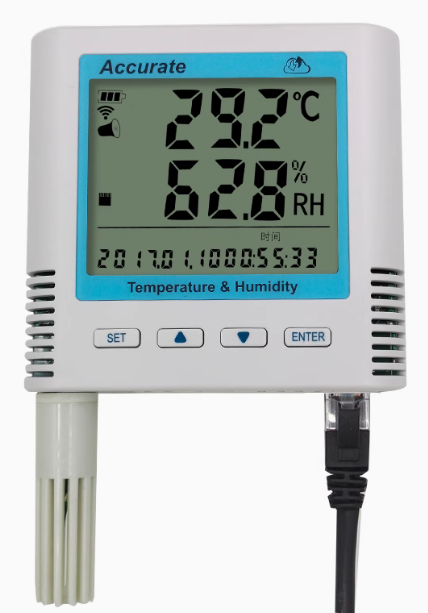 Accurate
29.2°C
62.8%RH
时间
2017.01.10 00:55:33
Temperature & Humidity
SET ENTER